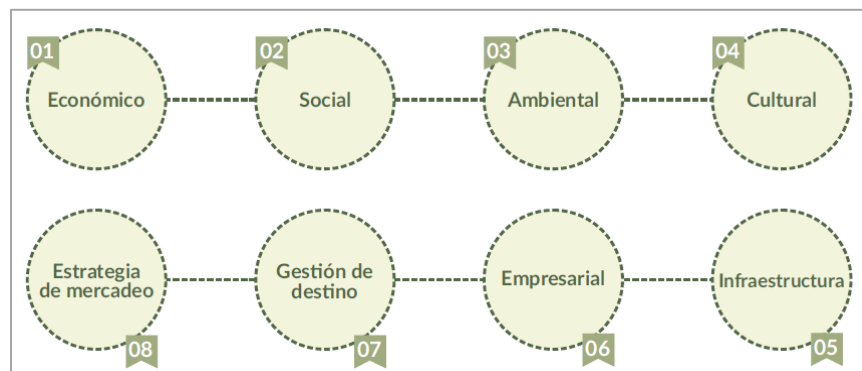 01
Económico
02
Social
03
Ambiental
04
Cultural
Estrategia
de mercadeo
08
Gestión de
destino
07
Empresarial
06
Infraestructura
05